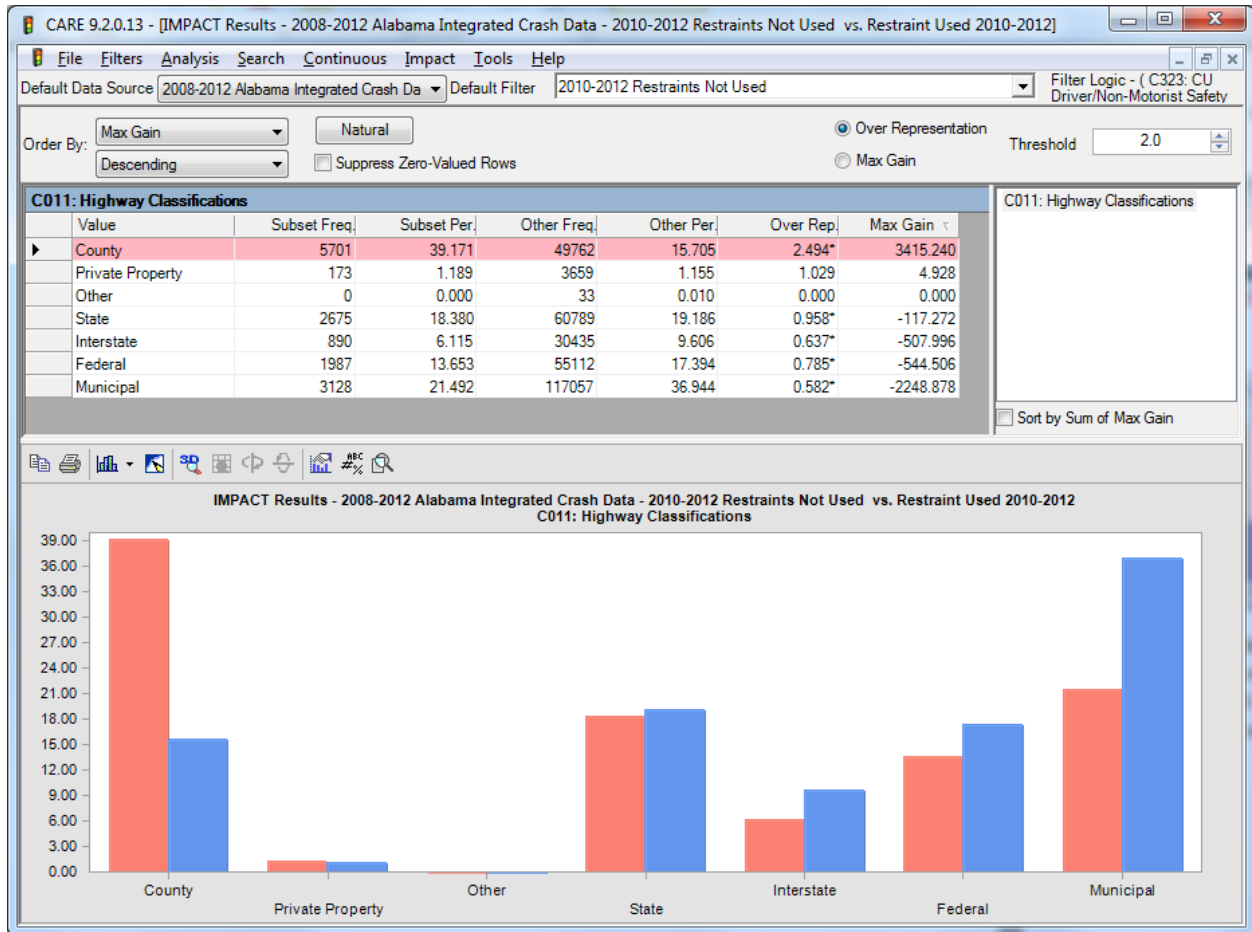 CARE 9.2.0.13 - [IMPACT Results - 2008-2012 Alabama Integrated Crash Data - 2010-2012 Restraints Not Used vs. Restraint Used 2010-2012]
File Filters Analysis Search Continuous Impact Tools Help
Default Data Source 2008-2012 Alabama Integrated Crash Da Default Filter 2010-2012 Restraints Not Used Filter Logic - ( C323: CU
Driver/Non-Motorist Safety
Order By: Max Gain Natural Over Representation Threshold 2.0
Descending Suppress Zero-Valued Rows Max Gain
C011: Highway Classifications C011: Highway Classifications
Value Subset Freq. Subset Per. Other Freq. Other Per. Over Rep. Max Gain
County 5701 39.171 49762 15.705 2.494* 3415.240
Private Property 173 1.189 3659 1.155 1.029 4.928
Other 0 0.000 33 0.010 0.000 0.000
State 2675 18.380 60789 19.186 0.958* -117.272
Interstate 890 6.115 30435 9.606 0.637* -507.996
Federal 1987 13.653 55112 17.394 0.785* -544.506
Municipal 3128 21.492 117057 36.944 0.582* -2248.878
Sort by Sum of Max Gain
3D ABC #%
IMPACT Results - 2008-2012 Alabama Integrated Crash Data - 2010-2012 Restraints Not Used vs. Restraint Used 2010-2012
C011: Highway Classifications
39.00
36.00
33.00
30.00
27.00
24.00
21.00
18.00
15.00
12.00
9.00
6.00
3.00
0.00
County Other Interstate Municipal
Private Property State Federal